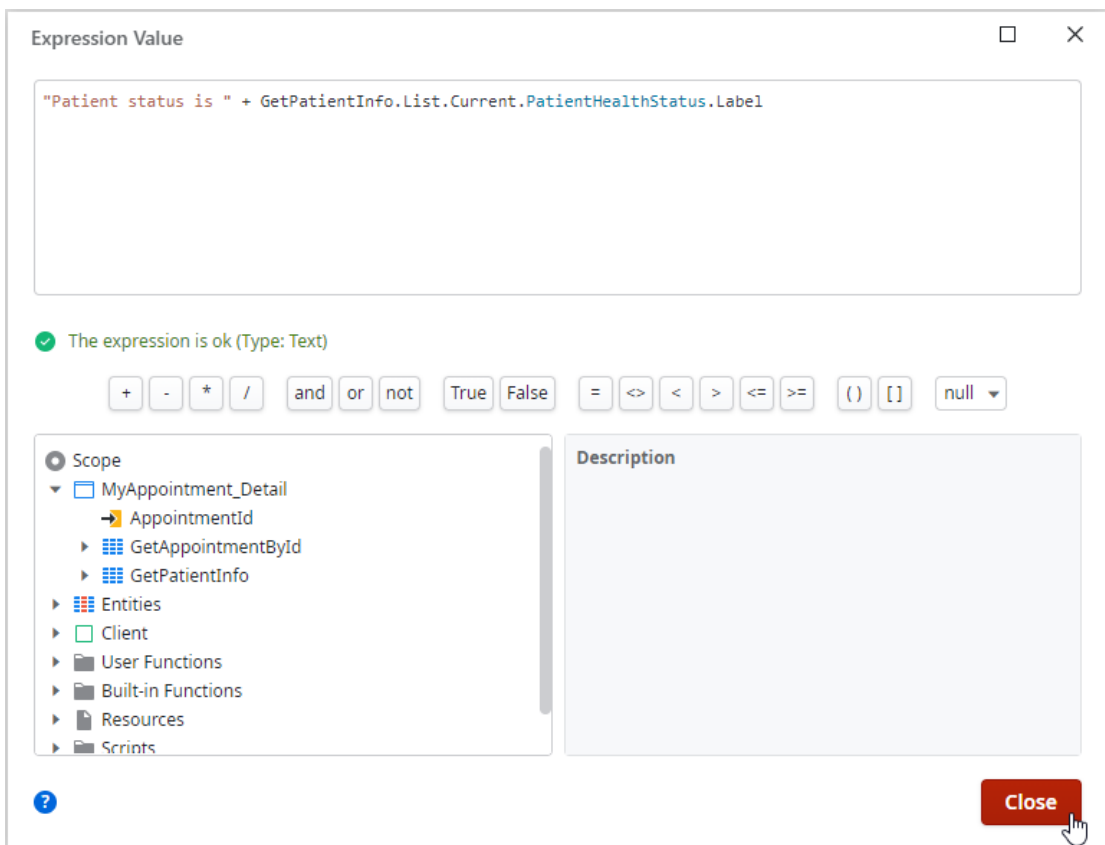 Expression Value
"Patient status is " + GetPatientInfo.List.Current.PatientHealthStatus.Label
The expression is ok (Type: Text)
+ - * / and or not True False = <> < > <= >= () [] null
Scope
MyAppointment_Detail
AppointmentId
GetAppointmentById
GetPatientInfo
Entities
Client
User Functions
Built-in Functions
Resources
Scripts
Description
?
Close